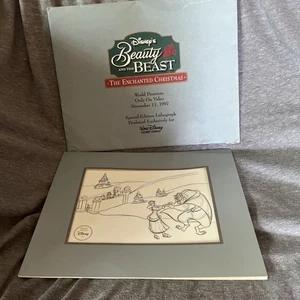 Disney's
Beauty
AND THE
BEAST
THE ENCHANTED CHRISTMAS
World Premiere
Only On Video
November 11, 1997
Special Edition Lithograph
Produced Exclusively for
Walt Disney
Disney